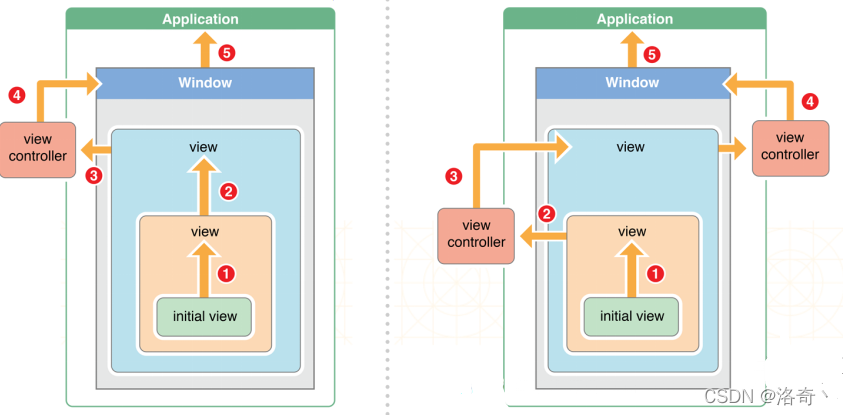 Application
5
Window
4
view
controller
view
3
2
view
1
initial view
Application
5
Window
4
view
controller
view
3
2
view
controller
view
1
initial view
CSDN @洛奇丶